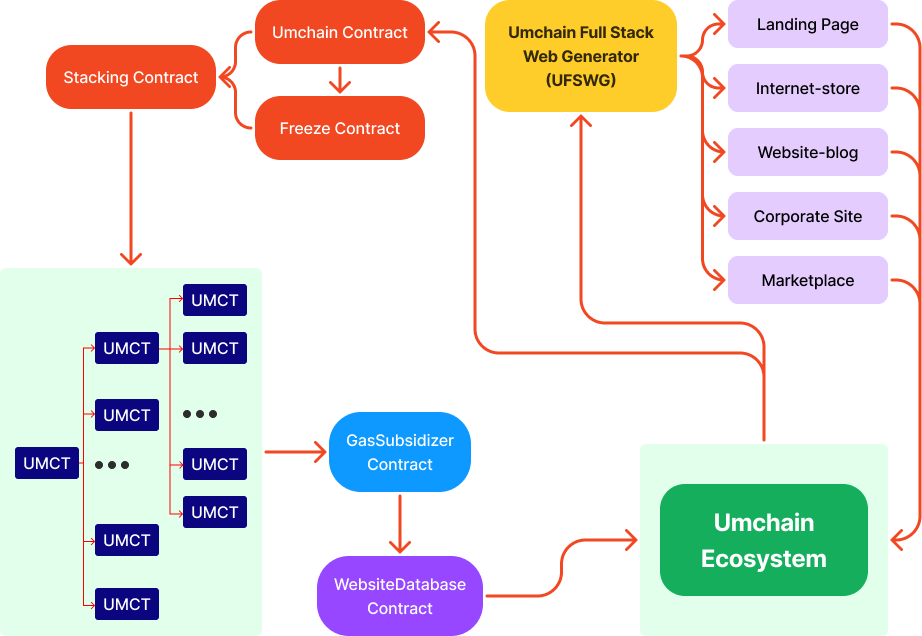 Umchain Contract
Stacking Contract
Freeze Contract
Umchain Full Stack
Web Generator
(UFSWG)
Landing Page
Internet-store
Website-blog
Corporate Site
Marketplace
UMCT
UMCT
UMCT
UMCT
UMCT
UMCT
UMCT
UMCT
UMCT
GasSubsidizer
Contract
WebsiteDatabase
Contract
Umchain
Ecosystem